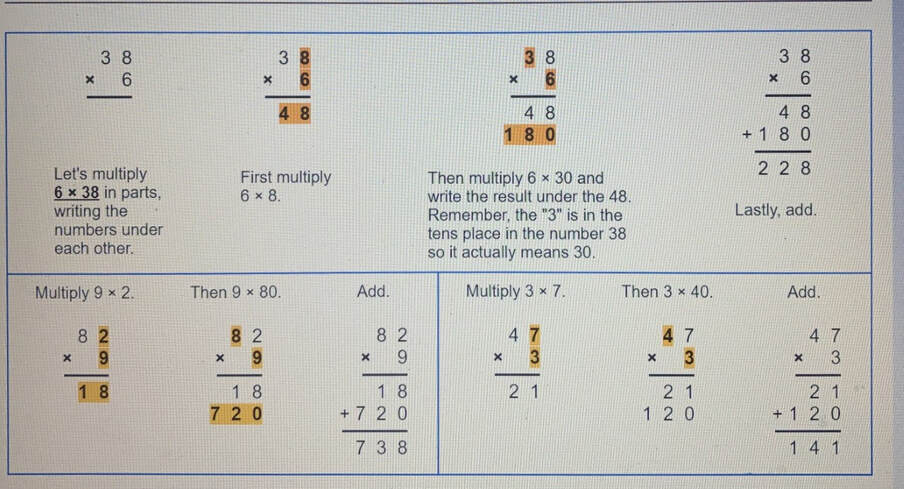 3 8
× 6
3 8
× 6
4 8
3 8
× 6
4 8
1 8 0
3 8
× 6
4 8
+ 1 8 0
2 2 8
Let's multiply
6 × 38 in parts,
writing the
numbers under
each other.
First multiply
6 × 8.
Then multiply 6 × 30 and
write the result under the 48.
Remember, the "3" is in the
tens place in the number 38
so it actually means 30.
Lastly, add.
Multiply 9 × 2.
8 2
× 9
1 8
Then 9 × 80.
8 2
× 9
1 8
7 2 0
Add.
8 2
× 9
1 8
+ 7 2 0
7 3 8
Multiply 3 × 7.
4 7
× 3
2 1
Then 3 × 40.
4 7
× 3
2 1
1 2 0
Add.
4 7
× 3
2 1
+ 1 2 0
1 4 1